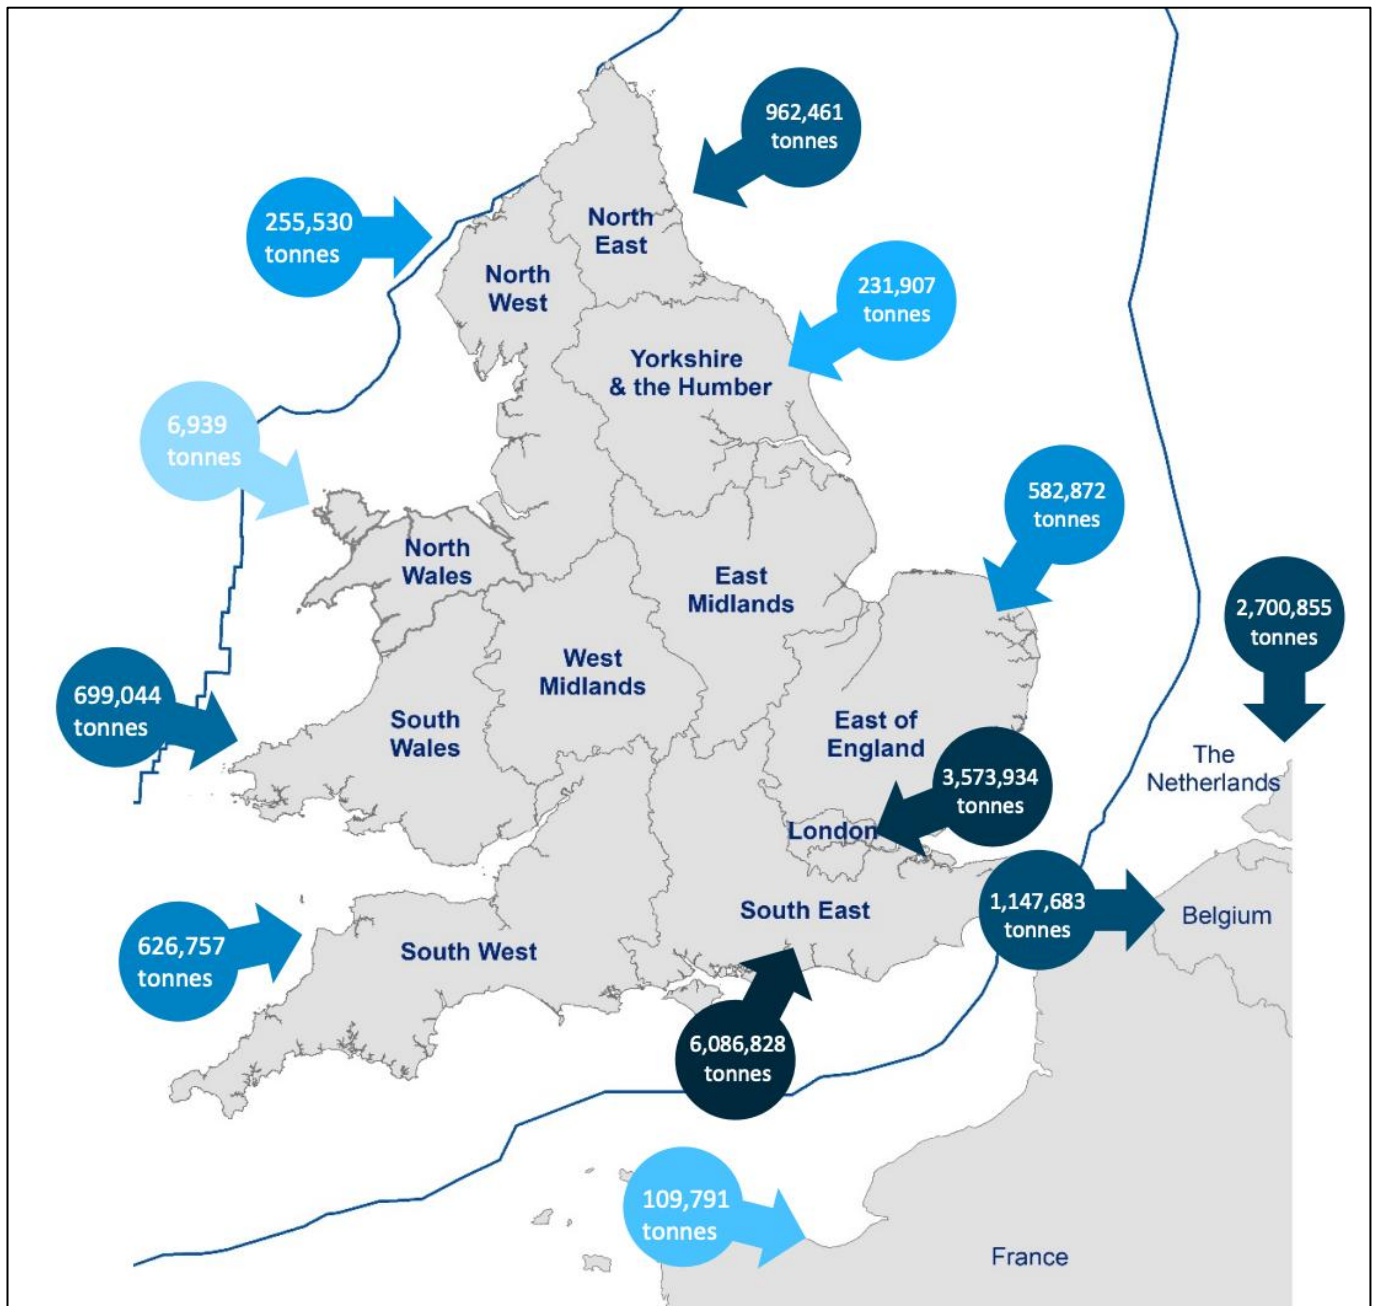 962,461
tonnes
255,530
tonnes
North
East
North
West
231,907
tonnes
Yorkshire
& the Humber
6,939
tonnes
582,872
tonnes
North
Wales
East
Midlands
2,700,855
tonnes
West
Midlands
699,044
tonnes
South
Wales
East of
England
The
Netherlands
3,573,934
tonnes
London
1,147,683
tonnes
Belgium
South East
626,757
tonnes
South West
6,086,828
tonnes
109,791
tonnes
France